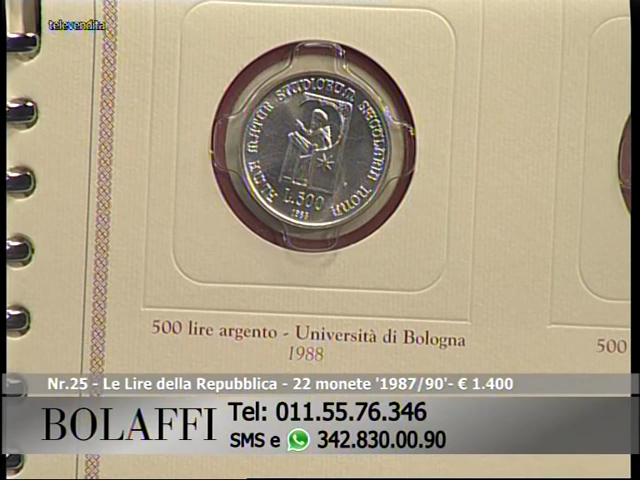 televendita
ALMA MATER STUDIORUM SAECULARIA NONA
L.500
1988
500 lire argento - Università di Bologna
1988
500
Nr.25 - Le Lire della Repubblica - 22 monete '1987/90'- € 1.400
BOLAFFI
Tel: 011.55.76.346
SMS e 342.830.00.90